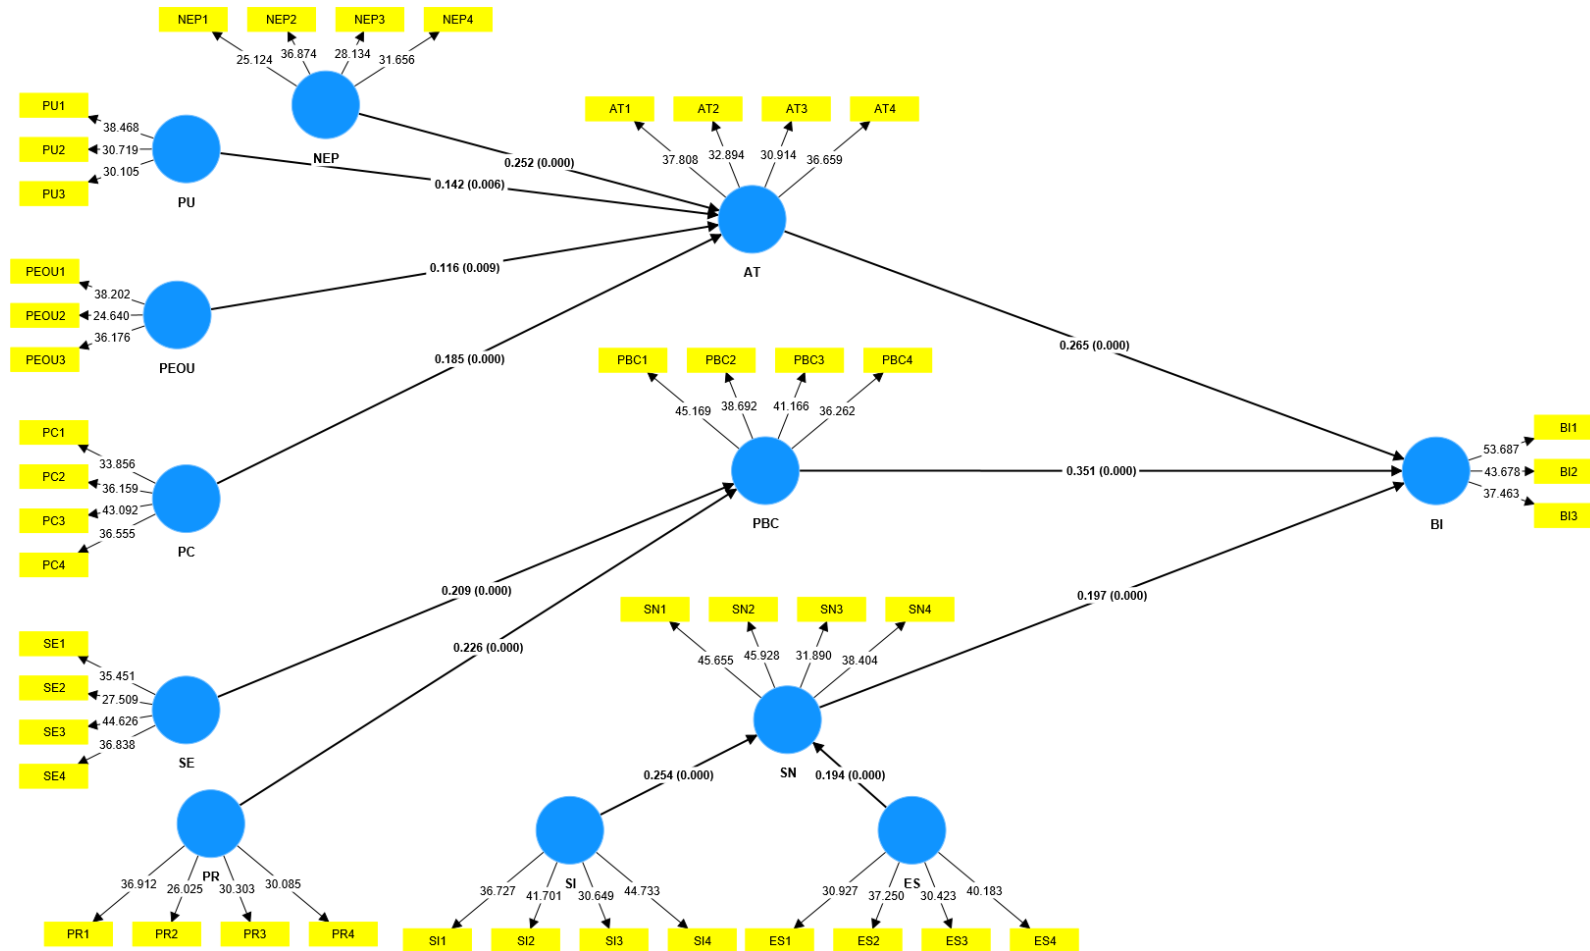 NEP1 NEP2 NEP3 NEP4
25.124 36.874 28.134 31.656
NEP
PU1
PU2
PU3
38.468
30.719
30.105
PU
0.252 (0.000)
0.142 (0.006)
AT1 AT2 AT3 AT4
37.808 32.894 30.914 36.659
AT
PEOU1
PEOU2
PEOU3
38.202
24.640
36.176
PEOU
0.116 (0.009)
0.185 (0.000)
0.265 (0.000)
PBC1 PBC2 PBC3 PBC4
45.169 38.692 41.166 36.262
PBC
0.351 (0.000)
PC1
PC2
PC3
PC4
33.856
36.159
43.092
36.555
PC
BI1
BI2
BI3
53.687
43.678
37.463
BI
0.209 (0.000)
0.226 (0.000)
0.197 (0.000)
SE1
SE2
SE3
SE4
35.451
27.509
44.626
36.838
SE
SN1 SN2 SN3 SN4
45.655 45.928 31.890 38.404
SN
0.254 (0.000)
0.194 (0.000)
PR
36.912 26.025 30.303 30.085
PR1 PR2 PR3 PR4
SI
36.727 41.701 30.649 44.733
SI1 SI2 SI3 SI4
ES
30.927 37.250 30.423 40.183
ES1 ES2 ES3 ES4